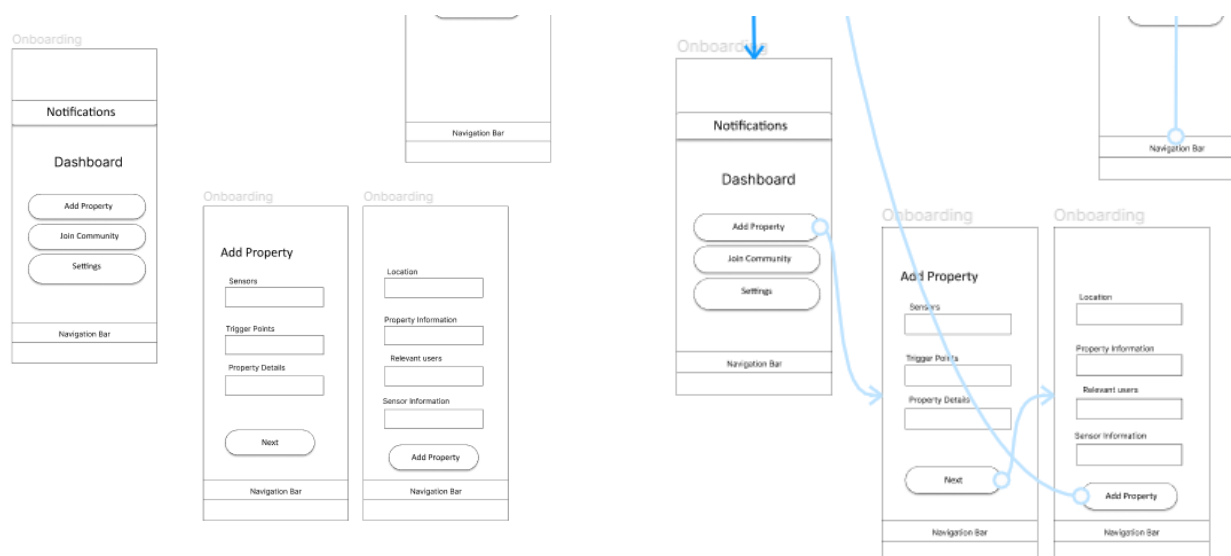 Onboarding
Notifications
Dashboard
Add Property
Join Community
Settings
Navigation Bar
Navigation Bar
Onboarding
Add Property
Sensors
Trigger Points
Property Details
Next
Navigation Bar
Onboarding
Location
Property Information
Relevant users
Sensor Information
Add Property
Navigation Bar
Onboarding
Notifications
Dashboard
Add Property
Join Community
Settings
Navigation Bar
Navigation Bar
Onboarding
Add Property
Sensors
Trigger Points
Property Details
Next
Navigation Bar
Onboarding
Location
Property Information
Relevant users
Sensor Information
Add Property
Navigation Bar